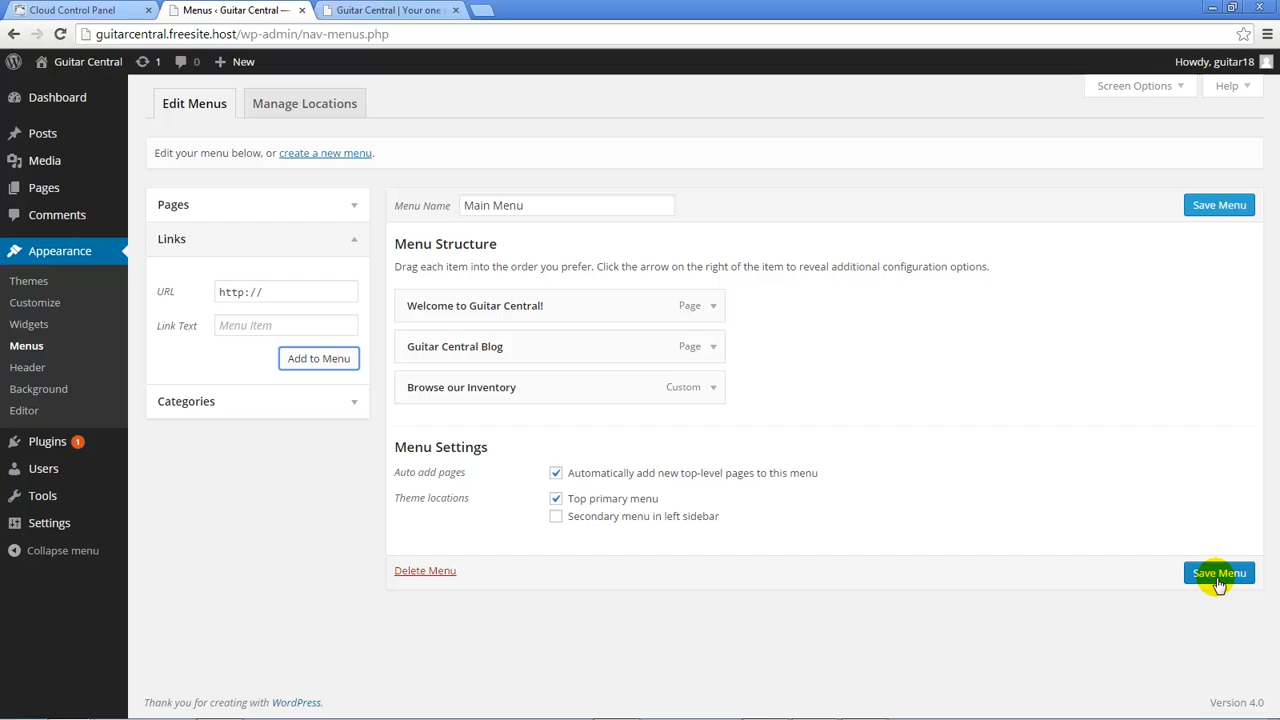 Cloud Control Panel
Menus ‹ Guitar Central —
Guitar Central | Your one s
guitarcentral.freesite.host/wp-admin/nav-menus.php
Guitar Central
1
0
New
Howdy, guitar18
Dashboard
Posts
Media
Pages
Comments
Appearance
Themes
Customize
Widgets
Menus
Header
Background
Editor
Plugins 1
Users
Tools
Settings
Collapse menu
Screen Options
Help
Edit Menus
Manage Locations
Edit your menu below, or create a new menu.
Pages
Links
URL http://
Link Text Menu Item
Add to Menu
Categories
Menu Name Main Menu
Save Menu
Menu Structure
Drag each item into the order you prefer. Click the arrow on the right of the item to reveal additional configuration options.
Welcome to Guitar Central! Page
Guitar Central Blog Page
Browse our Inventory Custom
Menu Settings
Auto add pages Automatically add new top-level pages to this menu
Theme locations Top primary menu
Secondary menu in left sidebar
Delete Menu
Save Menu
Thank you for creating with WordPress.
Version 4.0